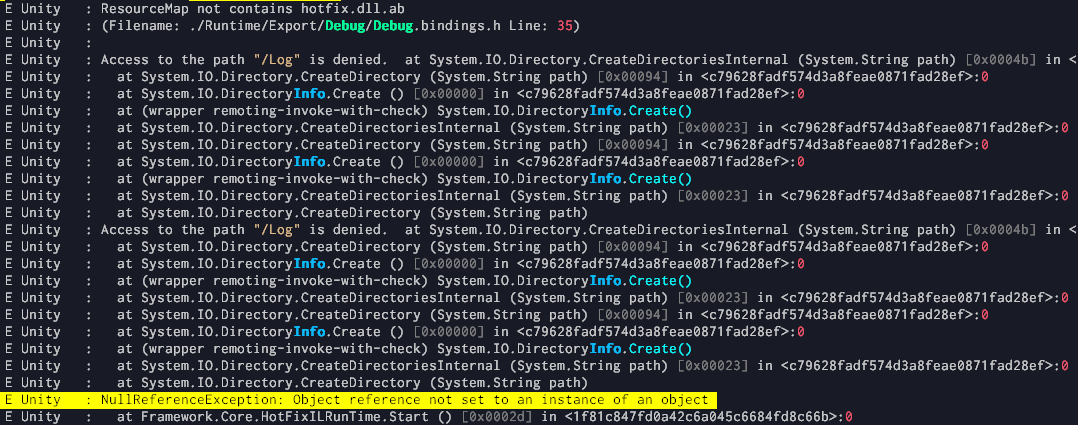 E Unity   : ResourceMap not contains hotfix.dll.ab
E Unity   : (Filename: ./Runtime/Export/Debug/Debug.bindings.h Line: 35)
E Unity   :
E Unity   : Access to the path "/Log" is denied.  at System.IO.Directory.CreateDirectoriesInternal (System.String path) [0x0004b] in <
E Unity   :   at System.IO.Directory.CreateDirectory (System.String path) [0x00094] in <c79628fadf574d3a8feae0871fad28ef>:0
E Unity   :   at System.IO.DirectoryInfo.Create () [0x00000] in <c79628fadf574d3a8feae0871fad28ef>:0
E Unity   :   at (wrapper remoting-invoke-with-check) System.IO.DirectoryInfo.Create()
E Unity   :   at System.IO.Directory.CreateDirectoriesInternal (System.String path) [0x00023] in <c79628fadf574d3a8feae0871fad28ef>:0
E Unity   :   at System.IO.Directory.CreateDirectory (System.String path) [0x00094] in <c79628fadf574d3a8feae0871fad28ef>:0
E Unity   :   at System.IO.DirectoryInfo.Create () [0x00000] in <c79628fadf574d3a8feae0871fad28ef>:0
E Unity   :   at (wrapper remoting-invoke-with-check) System.IO.DirectoryInfo.Create()
E Unity   :   at System.IO.Directory.CreateDirectoriesInternal (System.String path) [0x00023] in <c79628fadf574d3a8feae0871fad28ef>:0
E Unity   :   at System.IO.Directory.CreateDirectory (System.String path)
E Unity   : Access to the path "/Log" is denied.  at System.IO.Directory.CreateDirectoriesInternal (System.String path) [0x0004b] in <
E Unity   :   at System.IO.Directory.CreateDirectory (System.String path) [0x00094] in <c79628fadf574d3a8feae0871fad28ef>:0
E Unity   :   at System.IO.DirectoryInfo.Create () [0x00000] in <c79628fadf574d3a8feae0871fad28ef>:0
E Unity   :   at (wrapper remoting-invoke-with-check) System.IO.DirectoryInfo.Create()
E Unity   :   at System.IO.Directory.CreateDirectoriesInternal (System.String path) [0x00023] in <c79628fadf574d3a8feae0871fad28ef>:0
E Unity   :   at System.IO.Directory.CreateDirectory (System.String path) [0x00094] in <c79628fadf574d3a8feae0871fad28ef>:0
E Unity   :   at System.IO.DirectoryInfo.Create () [0x00000] in <c79628fadf574d3a8feae0871fad28ef>:0
E Unity   :   at (wrapper remoting-invoke-with-check) System.IO.DirectoryInfo.Create()
E Unity   :   at System.IO.Directory.CreateDirectoriesInternal (System.String path) [0x00023] in <c79628fadf574d3a8feae0871fad28ef>:0
E Unity   :   at System.IO.Directory.CreateDirectory (System.String path)
E Unity   : NullReferenceException: Object reference not set to an instance of an object
E Unity   :   at Framework.Core.HotFixILRunTime.Start () [0x0002d] in <1f81c847fd0a42c6a045c6684fd8c66b>:0